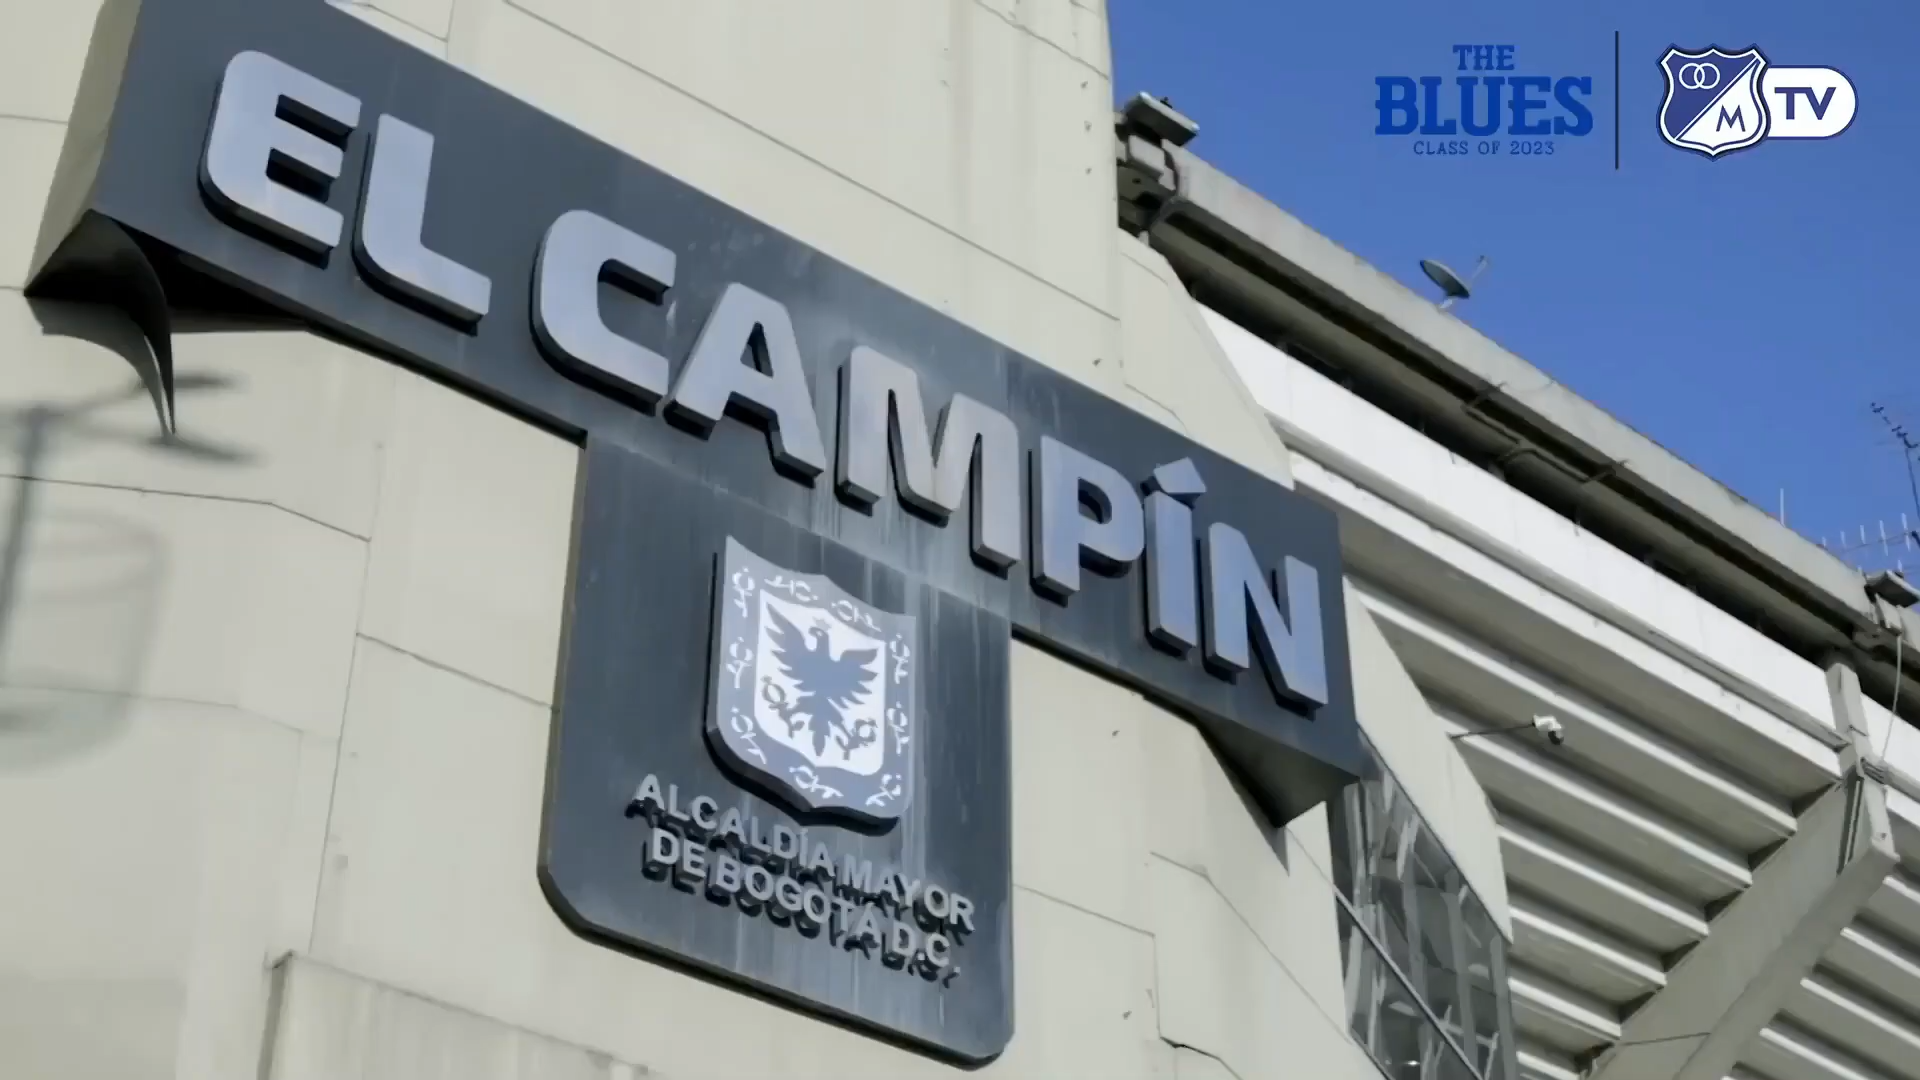 THE
BLUES
CLASS OF 2023
M TV
EL CAMPÍN
ALCALDÍA MAYOR
DE BOGOTÁ D.C.